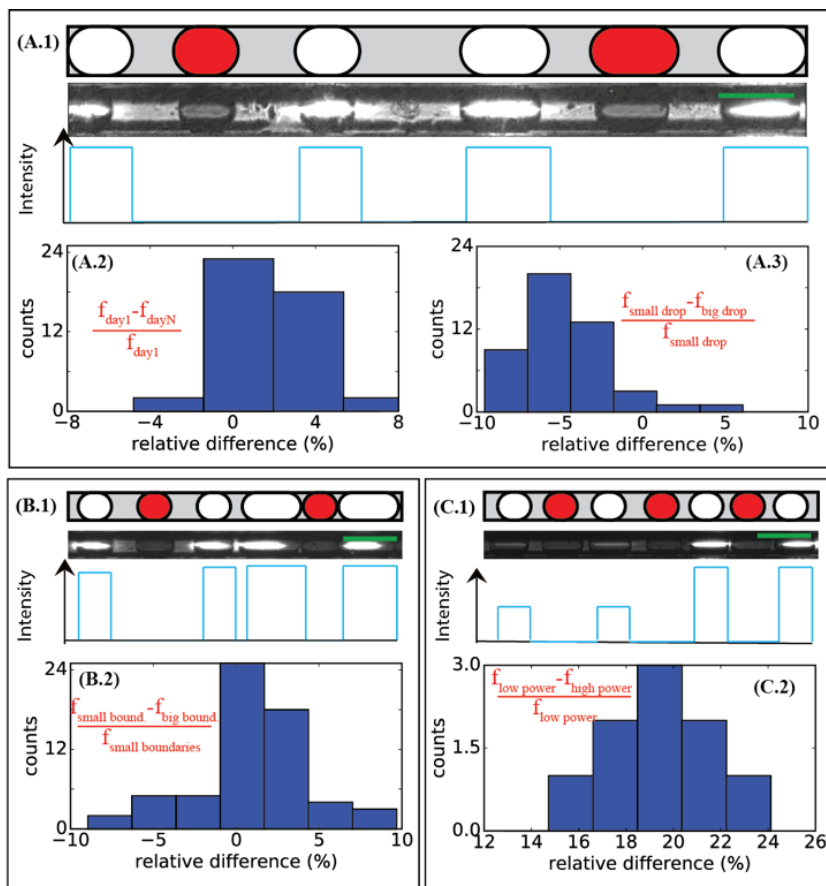 (A.1)
Intensity
(A.2)
f_day1-f_dayN
f_day1
counts
24
12
0
−8
−4
0
4
8
relative difference (%)
(A.3)
f_small drop-f_big drop
f_small drop
counts
24
12
0
−10
−5
0
5
10
relative difference (%)
(B.1)
Intensity
(B.2)
f_small bound.-f_big bound.
f_small boundaries
counts
24
12
0
−10
−5
0
5
10
relative difference (%)
(C.1)
Intensity
(C.2)
f_low power-f_high power
f_low power
counts
3.0
1.5
0.0
12
14
16
18
20
22
24
26
relative difference (%)